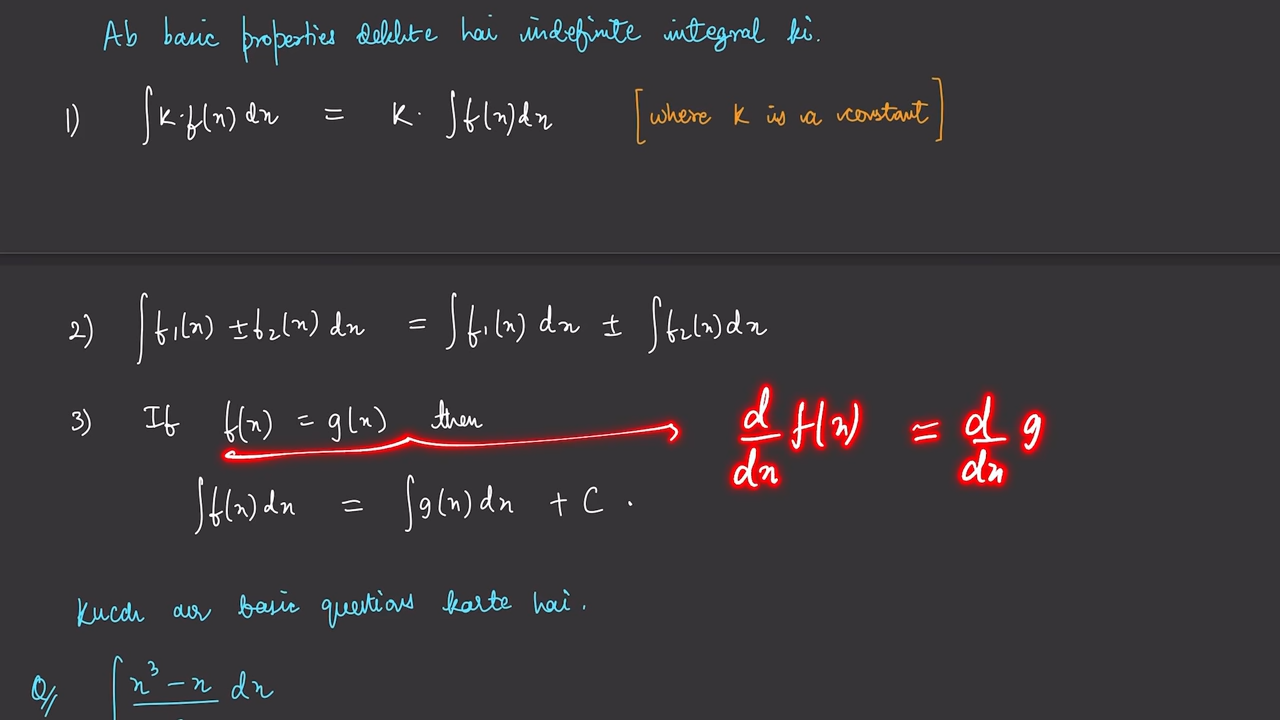 Ab basic properties dekhte hai indefinite integral ki.
1) ∫K·f(x) dx = K· ∫f(x)dx [where K is a constant]
2) ∫f₁(x) ± f₂(x) dx = ∫f₁(x) dx ± ∫f₂(x)dx
3) If f(x) = g(x) then d/dx f(x) = d/dx g
∫f(x)dx = ∫g(x)dx + C.
Kuch aur basic questions karte hai.
Q// ∫ x³ - x dx